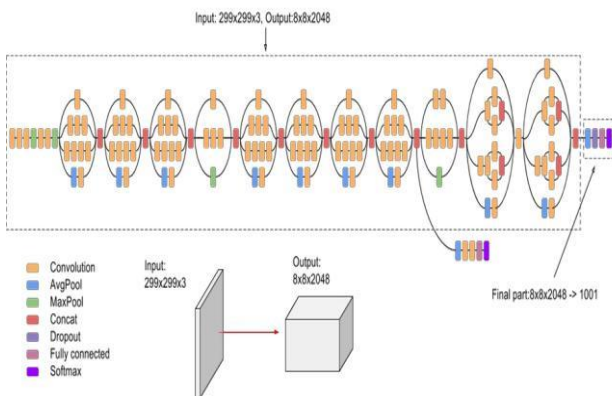 Input: 299x299x3, Output:8x8x2048
Convolution
AvgPool
MaxPool
Concat
Dropout
Fully connected
Softmax
Input:
299x299x3
Output:
8x8x2048
Final part:8x8x2048 -> 1001